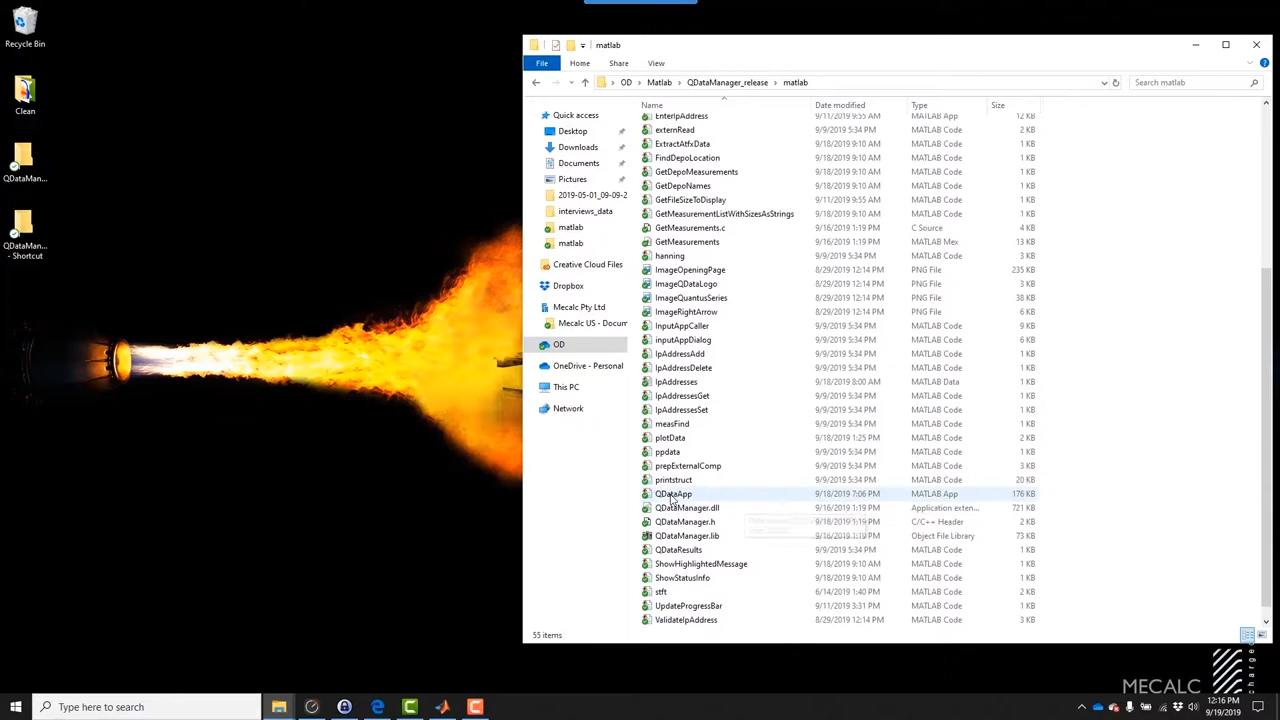 Recycle Bin
Clean
QDataMan...
QDataMan...
- Shortcut
matlab
File Home Share View
OD Matlab QDataManager_release matlab
Search matlab
Quick access
Desktop
Downloads
Documents
Pictures
2019-05-01_09-09-2
interviews_data
matlab
matlab
Creative Cloud Files
Dropbox
Mecalc Pty Ltd
Mecalc US - Docum
OD
OneDrive - Personal
This PC
Network
Name Date modified Type Size
EnterIpAddress 9/11/2019 9:55 AM MATLAB App 12 KB
externRead 9/9/2019 5:34 PM MATLAB Code 2 KB
ExtractAtfxData 9/18/2019 9:10 AM MATLAB Code 3 KB
FindDepoLocation 9/18/2019 9:10 AM MATLAB Code 1 KB
GetDepoMeasurements 9/18/2019 9:10 AM MATLAB Code 1 KB
GetDepoNames 9/18/2019 9:10 AM MATLAB Code 1 KB
GetFileSizeToDisplay 9/11/2019 9:55 AM MATLAB Code 1 KB
GetMeasurementListWithSizesAsStrings 9/18/2019 9:10 AM MATLAB Code 1 KB
GetMeasurements.c 9/16/2019 1:19 PM C Source 4 KB
GetMeasurements 9/16/2019 1:19 PM MATLAB Mex 13 KB
hanning 9/9/2019 5:34 PM MATLAB Code 1 KB
ImageOpeningPage 8/29/2019 12:14 PM PNG File 235 KB
ImageQDataLogo 8/29/2019 12:14 PM PNG File 1 KB
ImageQuantusSeries 8/29/2019 12:14 PM PNG File 38 KB
ImageRightArrow 8/29/2019 12:14 PM PNG File 1 KB
InputAppCaller 9/9/2019 5:34 PM MATLAB Code 9 KB
inputAppDialog 9/9/2019 5:34 PM MATLAB Code 6 KB
IpAddressAdd 9/9/2019 5:34 PM MATLAB Code 1 KB
IpAddressDelete 9/9/2019 5:34 PM MATLAB Code 1 KB
IpAddresses 9/18/2019 8:00 AM MATLAB Data 1 KB
IpAddressesGet 9/9/2019 5:34 PM MATLAB Code 1 KB
IpAddressesSet 9/9/2019 5:34 PM MATLAB Code 1 KB
measFind 9/9/2019 5:34 PM MATLAB Code 1 KB
plotData 9/18/2019 1:25 PM MATLAB Code 2 KB
ppdata 9/9/2019 5:34 PM MATLAB Code 1 KB
prepExternalComp 9/9/2019 5:34 PM MATLAB Code 3 KB
printstruct 9/9/2019 5:34 PM MATLAB Code 20 KB
QDataApp 9/18/2019 7:06 PM MATLAB App 176 KB
QDataManager.dll 9/16/2019 1:19 PM Application exten... 721 KB
QDataManager.h 9/18/2019 1:19 PM C/C++ Header 2 KB
QDataManager.lib 9/16/2019 1:19 PM Object File Library 73 KB
QDataResults 9/9/2019 5:34 PM MATLAB Code 1 KB
ShowHighlightedMessage 9/18/2019 9:10 AM MATLAB Code 1 KB
ShowStatusInfo 9/18/2019 9:10 AM MATLAB Code 1 KB
stft 6/14/2019 1:40 PM MATLAB Code 2 KB
UpdateProgressBar 9/11/2019 3:31 PM MATLAB Code 1 KB
ValidateIpAddress 8/29/2019 12:14 PM MATLAB Code 3 KB
55 items
MECALC
charged
Type here to search
12:16 PM
9/19/2019